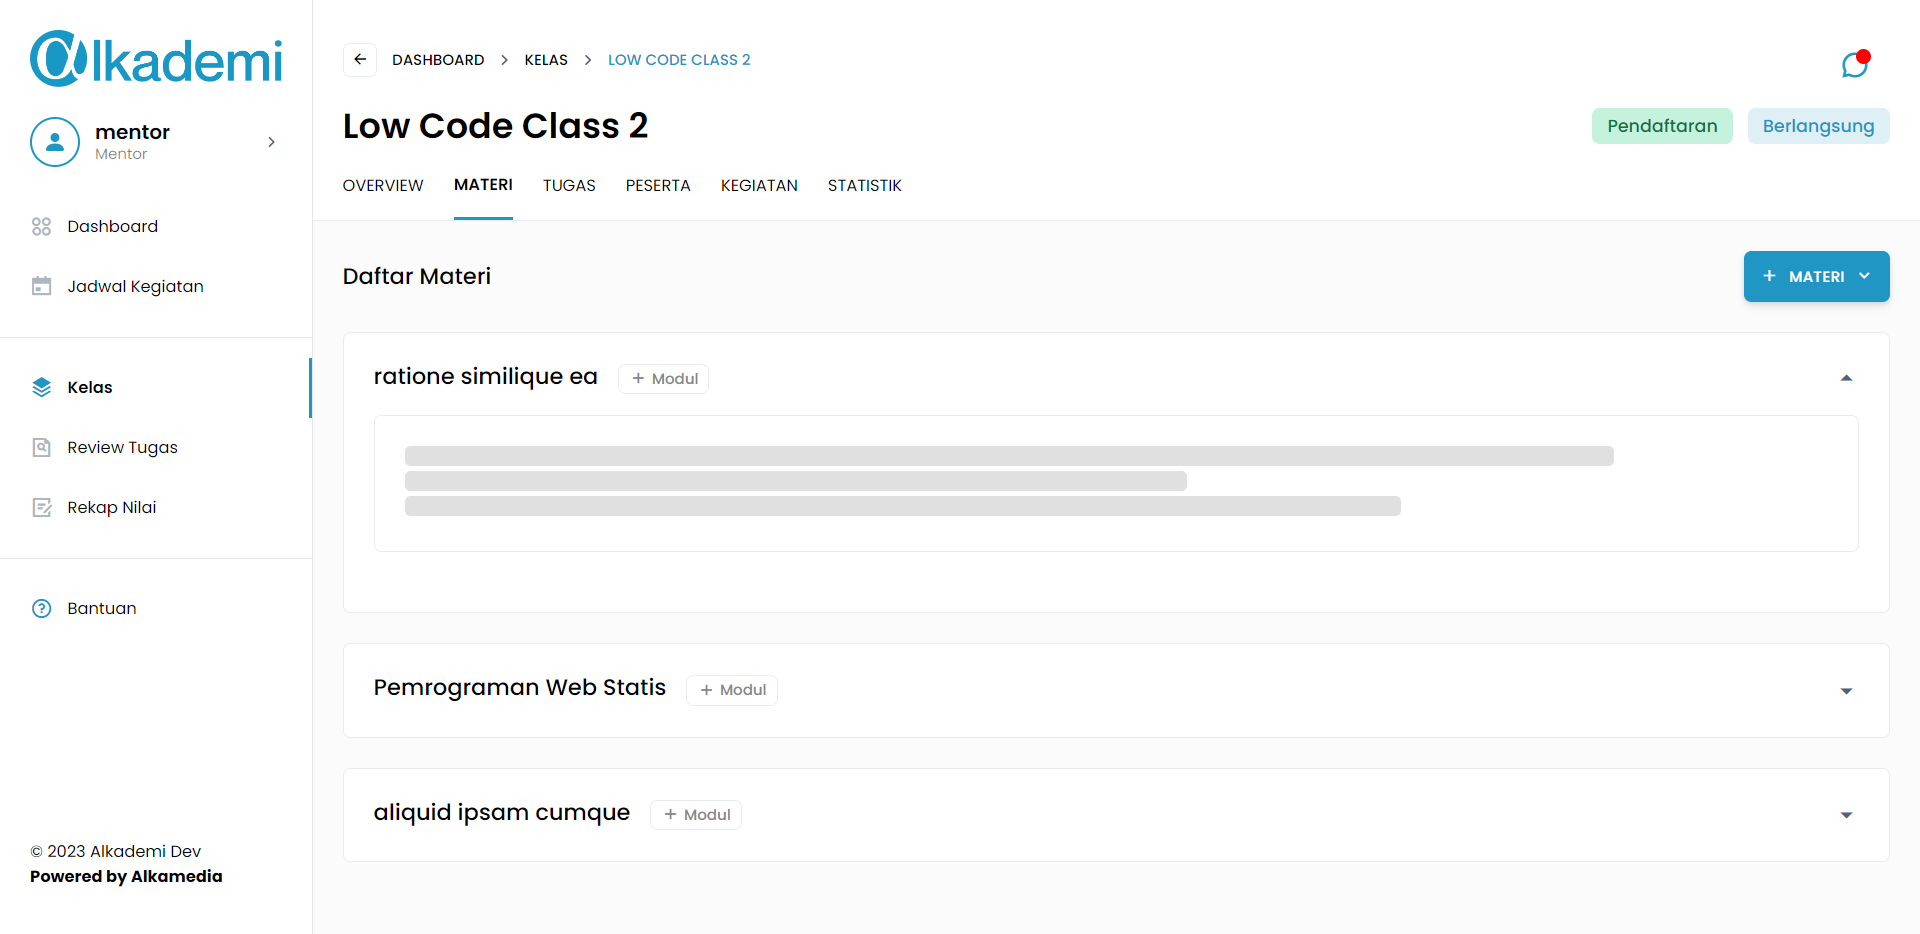 @lkademi
mentor
Mentor
Dashboard
Jadwal Kegiatan
Kelas
Review Tugas
Rekap Nilai
Bantuan
© 2023 Alkademi Dev
Powered by Alkamedia
DASHBOARD > KELAS > LOW CODE CLASS 2
Low Code Class 2
Pendaftaran
Berlangsung
OVERVIEW MATERI TUGAS PESERTA KEGIATAN STATISTIK
Daftar Materi
+ MATERI
ratione similique ea + Modul
Pemrograman Web Statis + Modul
aliquid ipsam cumque + Modul